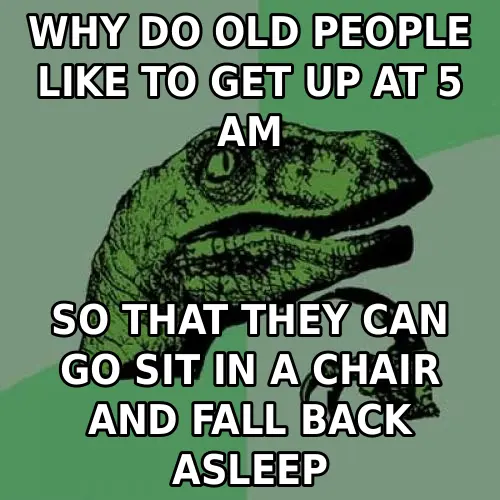 WHY DO OLD PEOPLE
LIKE TO GET UP AT 5
AM
SO THAT THEY CAN
GO SIT IN A CHAIR
AND FALL BACK
ASLEEP